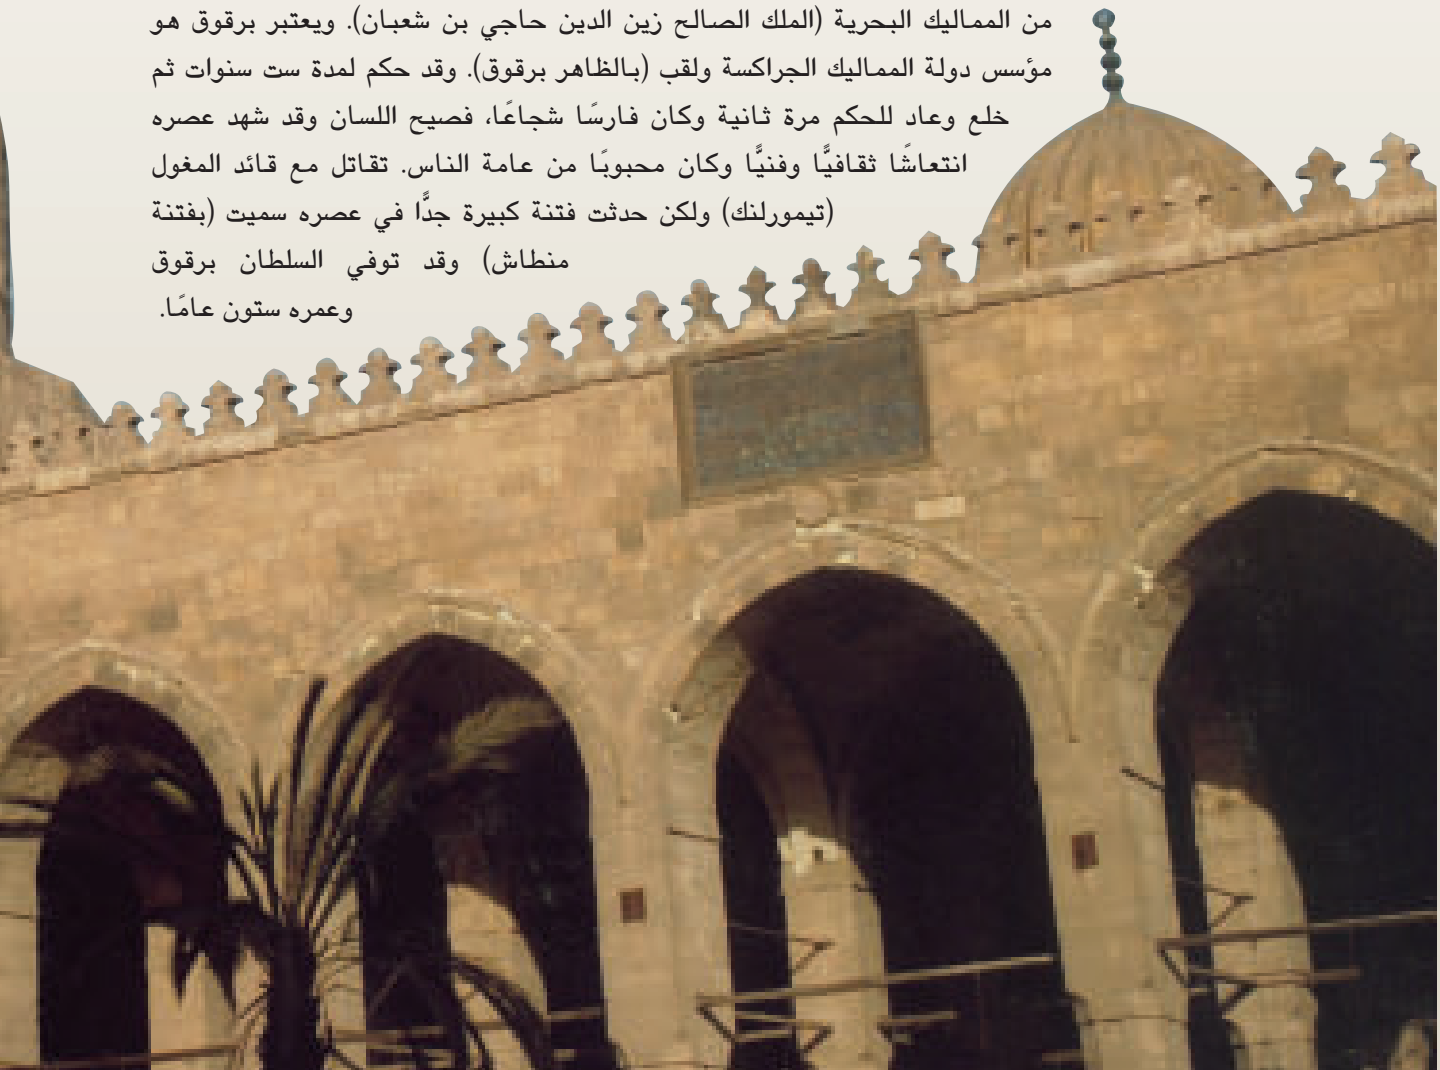 من المماليك البحرية (الملك الصالح زين الدين حاجي بن شعبان). ويعتبر برقوق هو
مؤسس دولة المماليك الجراكسة ولقب (بالظاهر برقوق). وقد حكم لمدة ست سنوات ثم
خلع وعاد للحكم مرة ثانية وكان فارسًا شجاعًا، فصيح اللسان وقد شهد عصره
انتعاشًا ثقافيًّا وفنيًّا وكان محبوبًا من عامة الناس. تقاتل مع قائد المغول
(تيمورلنك) ولكن حدثت فتنة كبيرة جدًّا في عصره سميت (بفتنة
منطاش) وقد توفي السلطان برقوق
وعمره ستون عامًا.